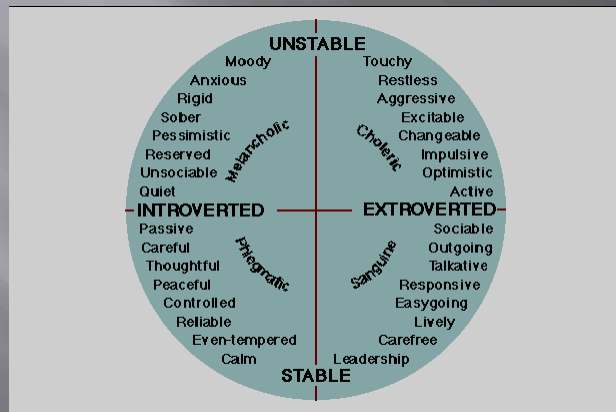 UNSTABLE
Moody
Touchy
Anxious
Restless
Rigid
Aggressive
Sober
Excitable
Pessimistic
Changeable
Reserved
Impulsive
Unsociable
Optimistic
Quiet
Active
Melancholic
Choleric
INTROVERTED
EXTROVERTED
Passive
Sociable
Careful
Outgoing
Thoughtful
Talkative
Peaceful
Responsive
Controlled
Easygoing
Reliable
Lively
Even-tempered
Carefree
Calm
Leadership
Phlegmatic
Sanguine
STABLE